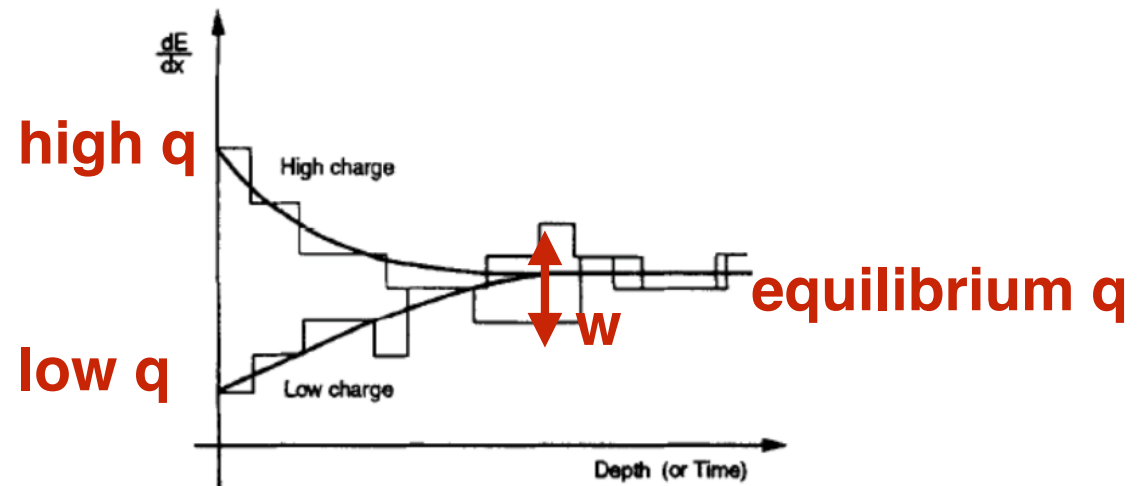 dE
dx
high q
High charge
equilibrium q
w
low q
Low charge
Depth (or Time)